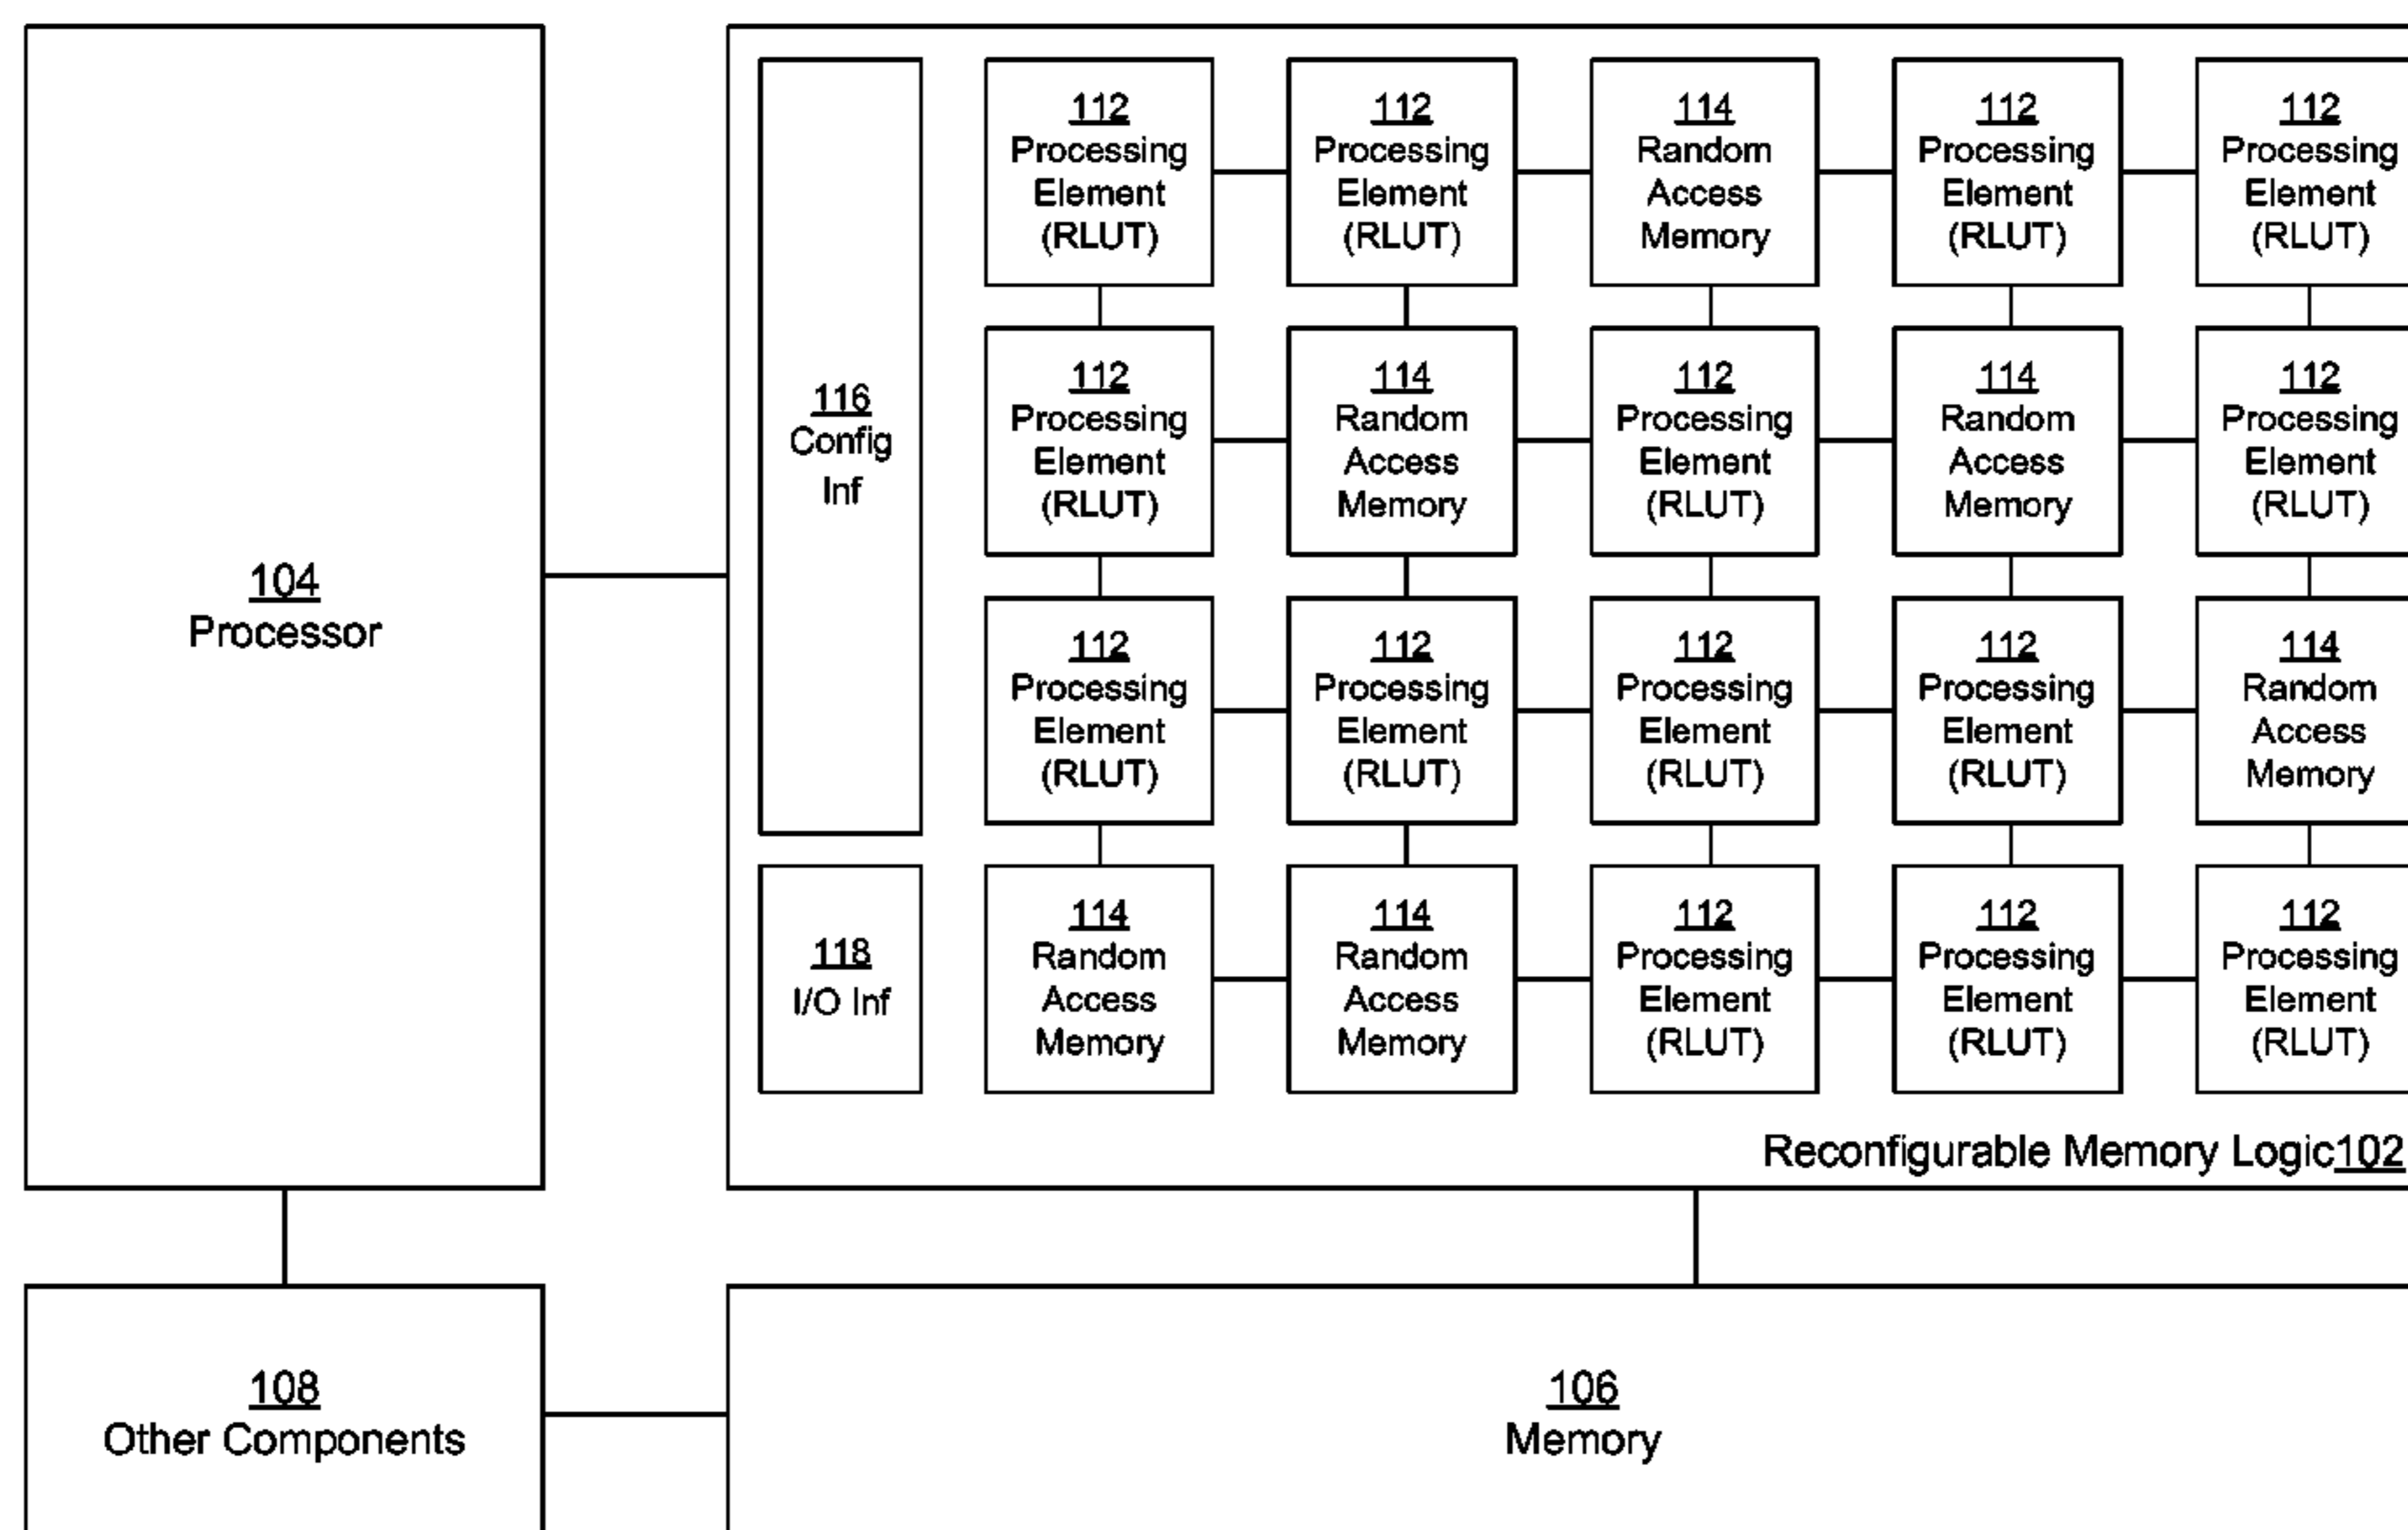 104
Processor
116
Config
Inf
118
I/O Inf
112
Processing
Element
(RLUT)
112
Processing
Element
(RLUT)
114
Random
Access
Memory
112
Processing
Element
(RLUT)
112
Processing
Element
(RLUT)
112
Processing
Element
(RLUT)
114
Random
Access
Memory
112
Processing
Element
(RLUT)
114
Random
Access
Memory
112
Processing
Element
(RLUT)
112
Processing
Element
(RLUT)
112
Processing
Element
(RLUT)
112
Processing
Element
(RLUT)
112
Processing
Element
(RLUT)
114
Random
Access
Memory
114
Random
Access
Memory
114
Random
Access
Memory
112
Processing
Element
(RLUT)
112
Processing
Element
(RLUT)
112
Processing
Element
(RLUT)
Reconfigurable Memory Logic102
108
Other Components
106
Memory